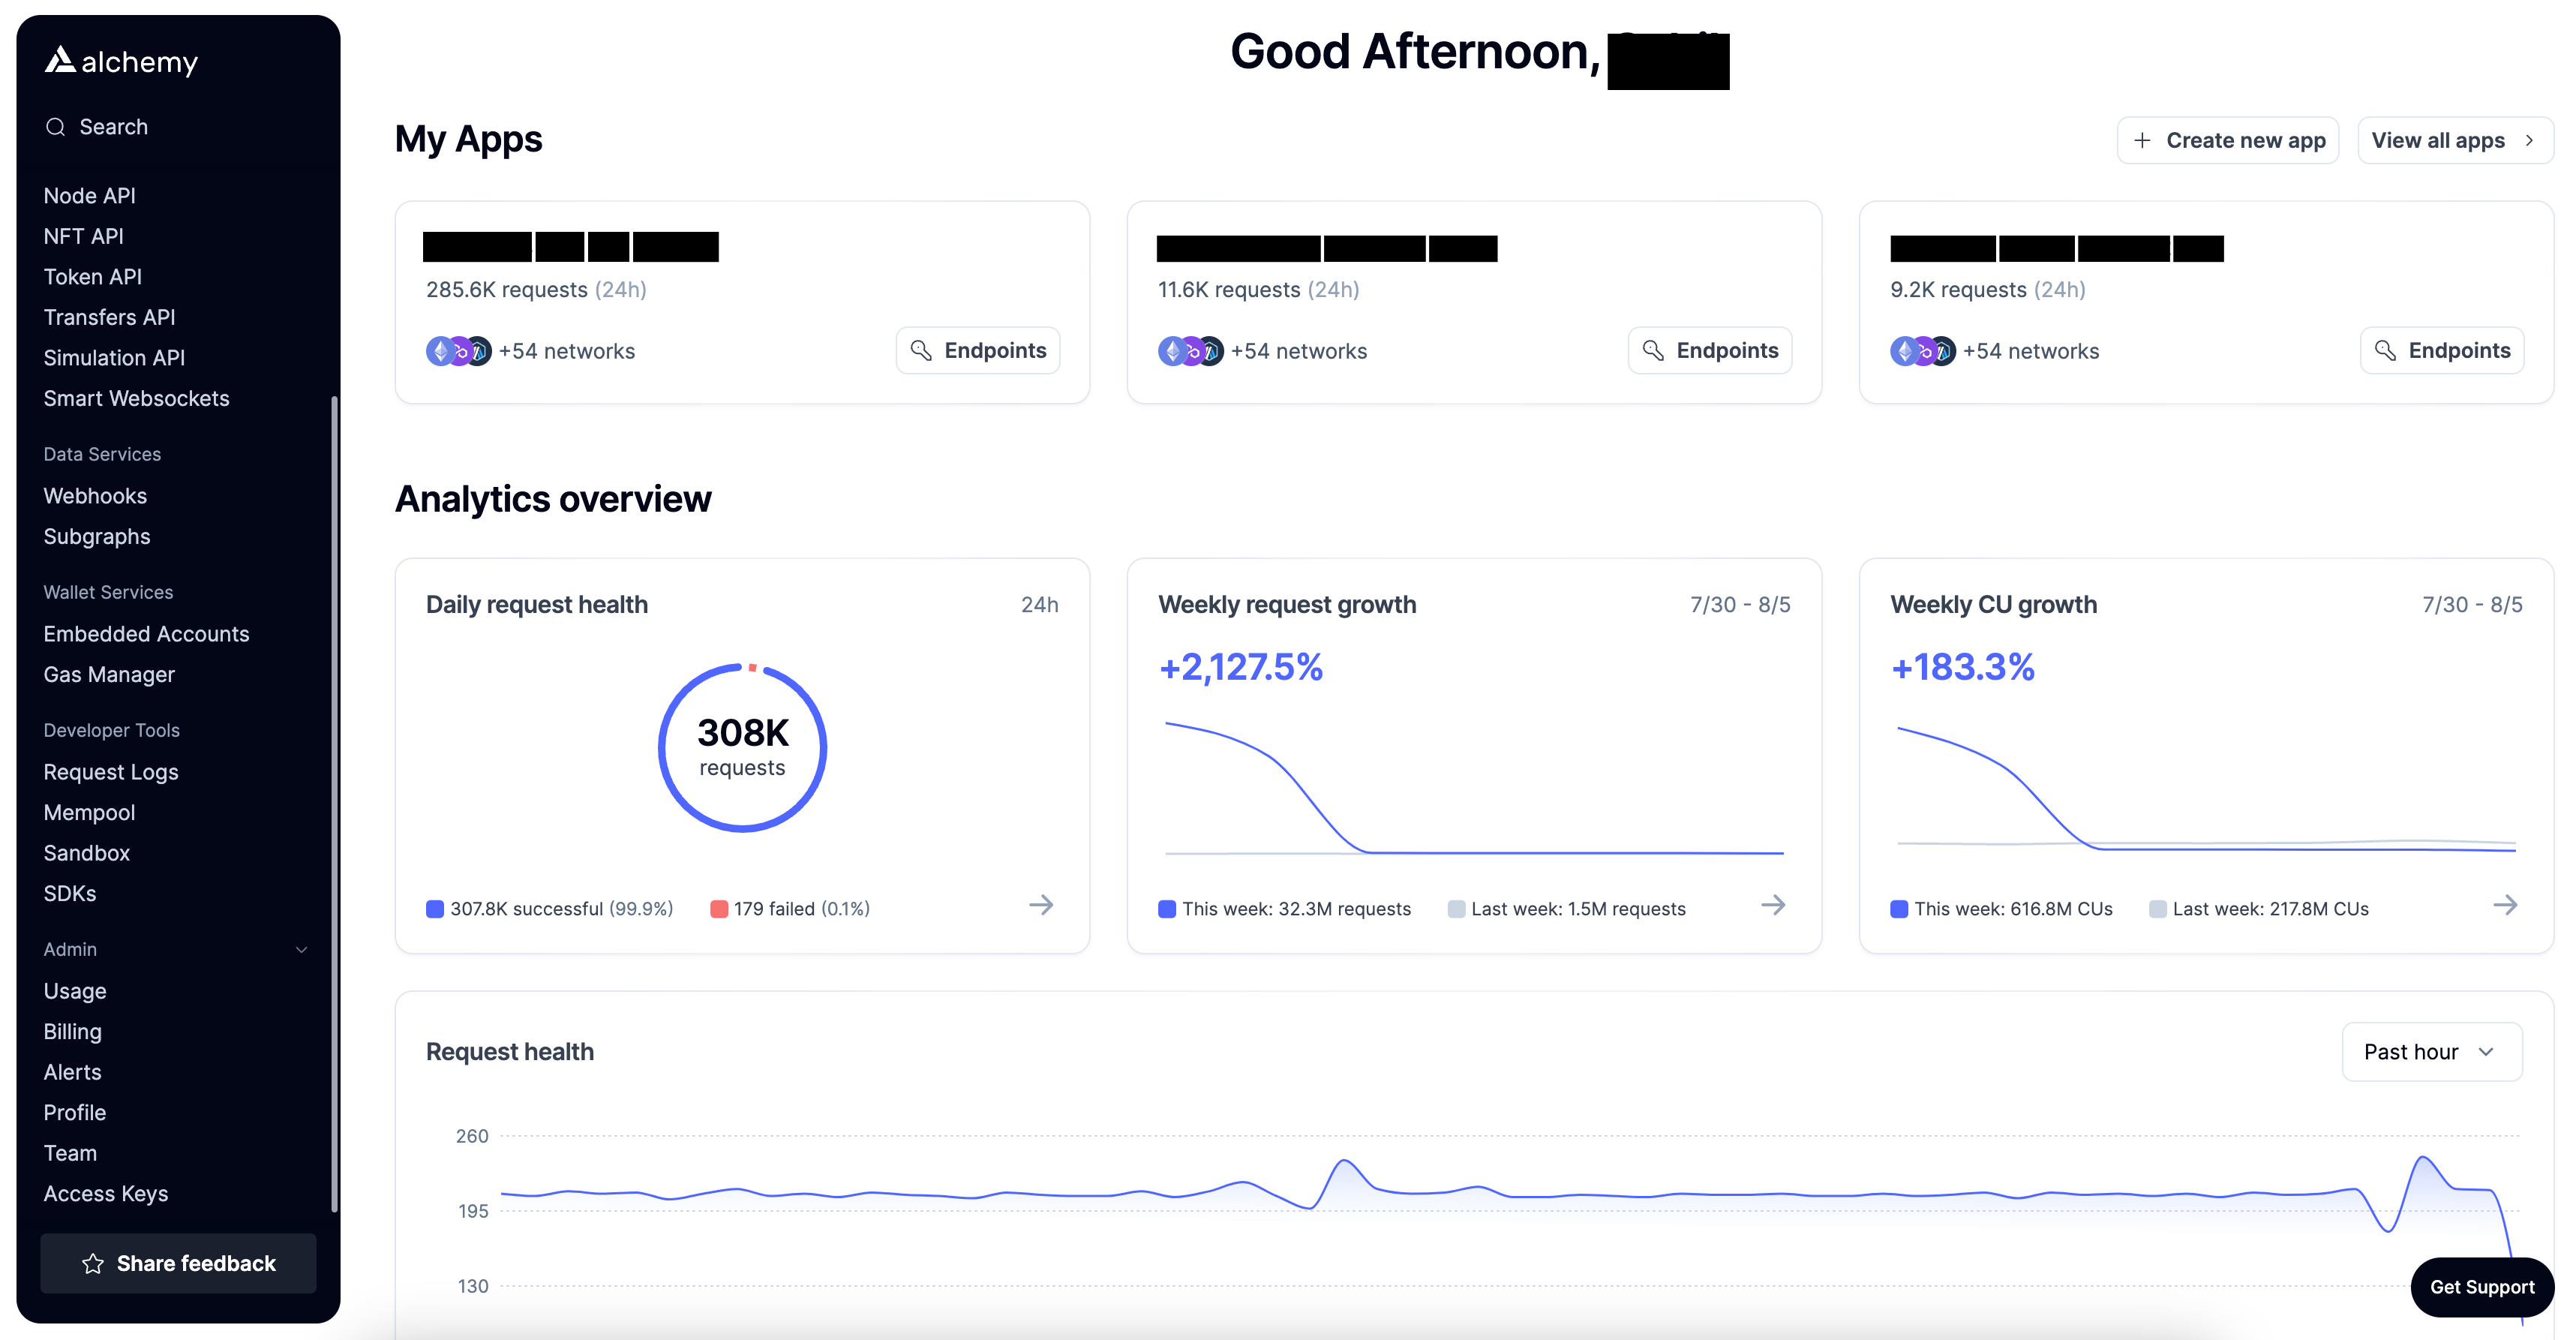 alchemy
Search
Node API
NFT API
Token API
Transfers API
Simulation API
Smart Websockets
Data Services
Webhooks
Subgraphs
Wallet Services
Embedded Accounts
Gas Manager
Developer Tools
Request Logs
Mempool
Sandbox
SDKs
Admin
Usage
Billing
Alerts
Profile
Team
Access Keys
Share feedback
Good Afternoon,
My Apps
Create new app
View all apps
285.6K requests (24h)
+54 networks
Endpoints
11.6K requests (24h)
+54 networks
Endpoints
9.2K requests (24h)
+54 networks
Endpoints
Analytics overview
Daily request health
24h
308K
requests
307.8K successful (99.9%)
179 failed (0.1%)
Weekly request growth
7/30 - 8/5
+2,127.5%
This week: 32.3M requests
Last week: 1.5M requests
Weekly CU growth
7/30 - 8/5
+183.3%
This week: 616.8M CUs
Last week: 217.8M CUs
Request health
Past hour
260
195
130
Get Support